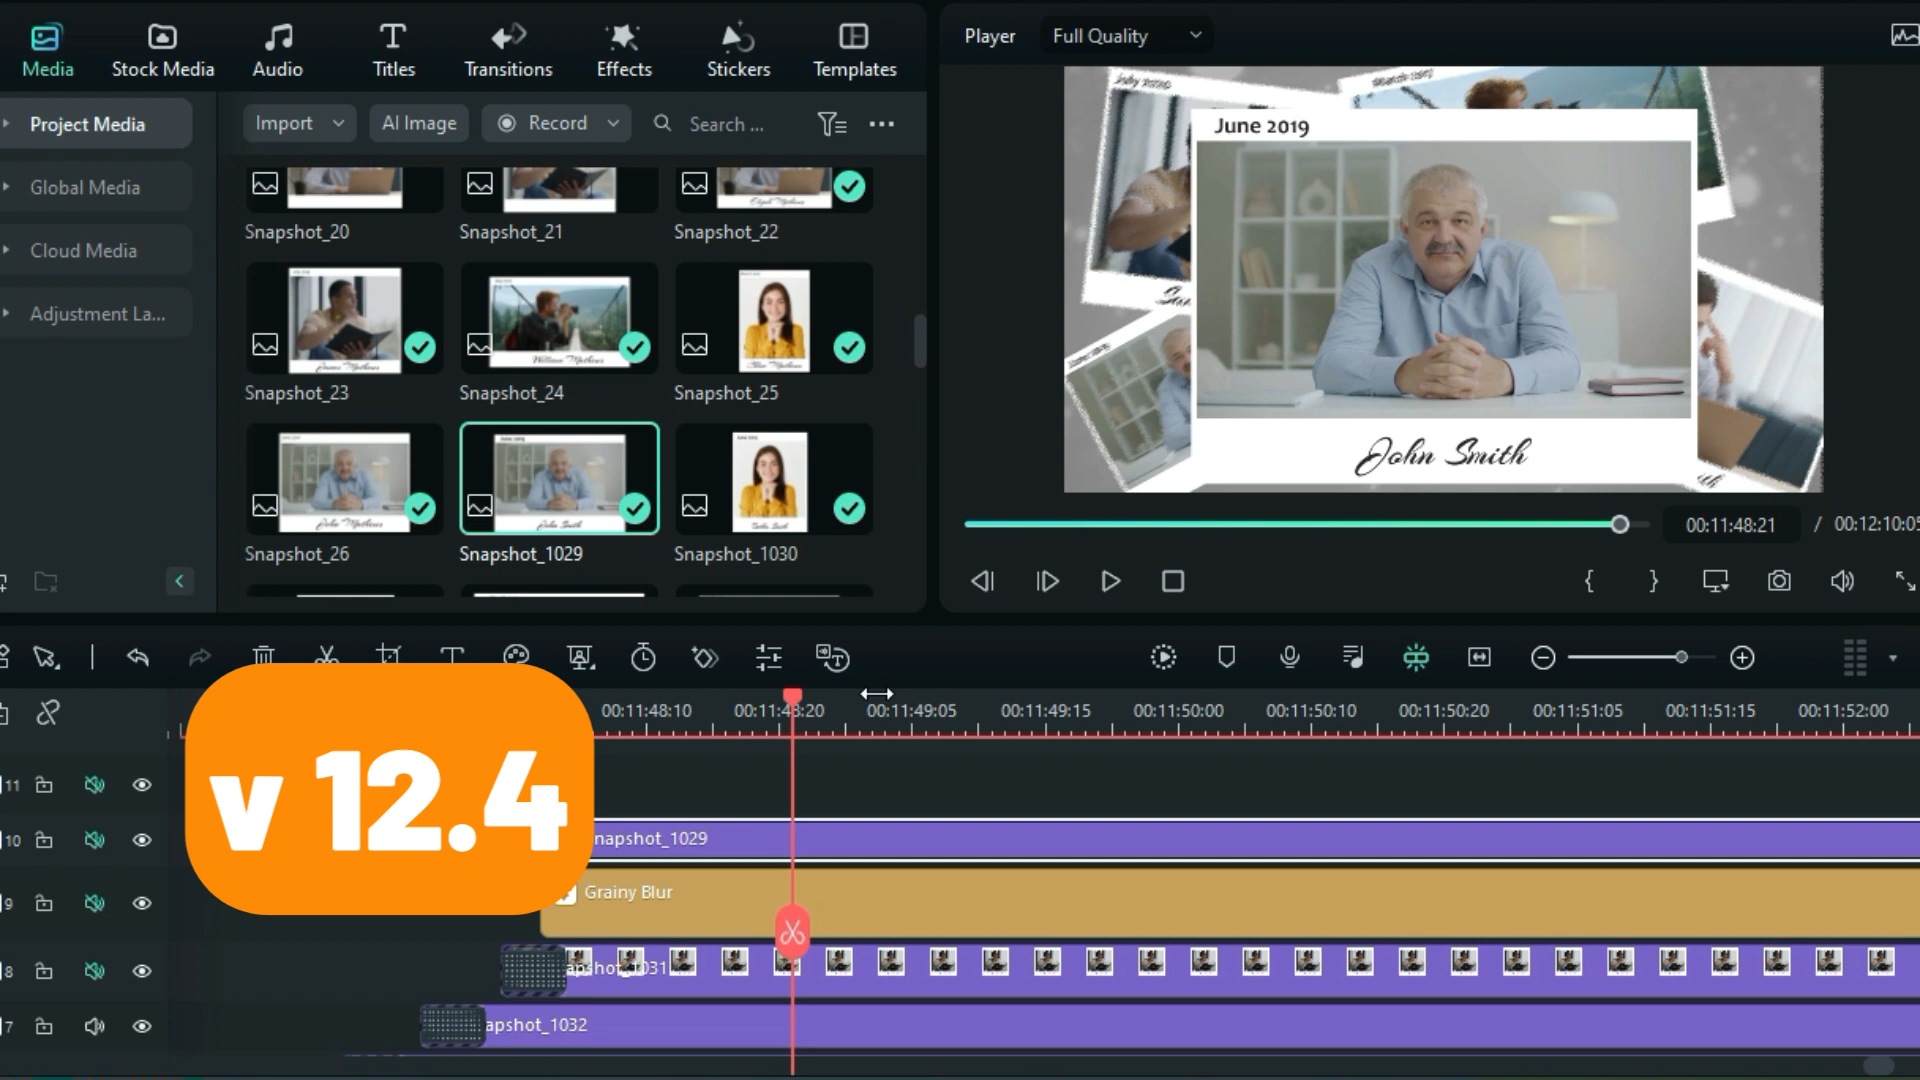 Media
Stock Media
Audio
Titles
Transitions
Effects
Stickers
Templates
Player
Full Quality
Project Media
Global Media
Cloud Media
Adjustment La...
Import
AI Image
Record
Search ...
Snapshot_20
Snapshot_21
Snapshot_22
Snapshot_23
Snapshot_24
Snapshot_25
Snapshot_26
Snapshot_1029
Snapshot_1030
June 2019
John Smith
00:11:48:21 / 00:12:10:05
00:11:48:10
00:11:48:20
00:11:49:05
00:11:49:15
00:11:50:00
00:11:50:10
00:11:50:20
00:11:51:05
00:11:51:15
00:11:52:00
v 12.4
11
10
napshot_1029
9
Grainy Blur
8
apshot_1031
7
apshot_1032